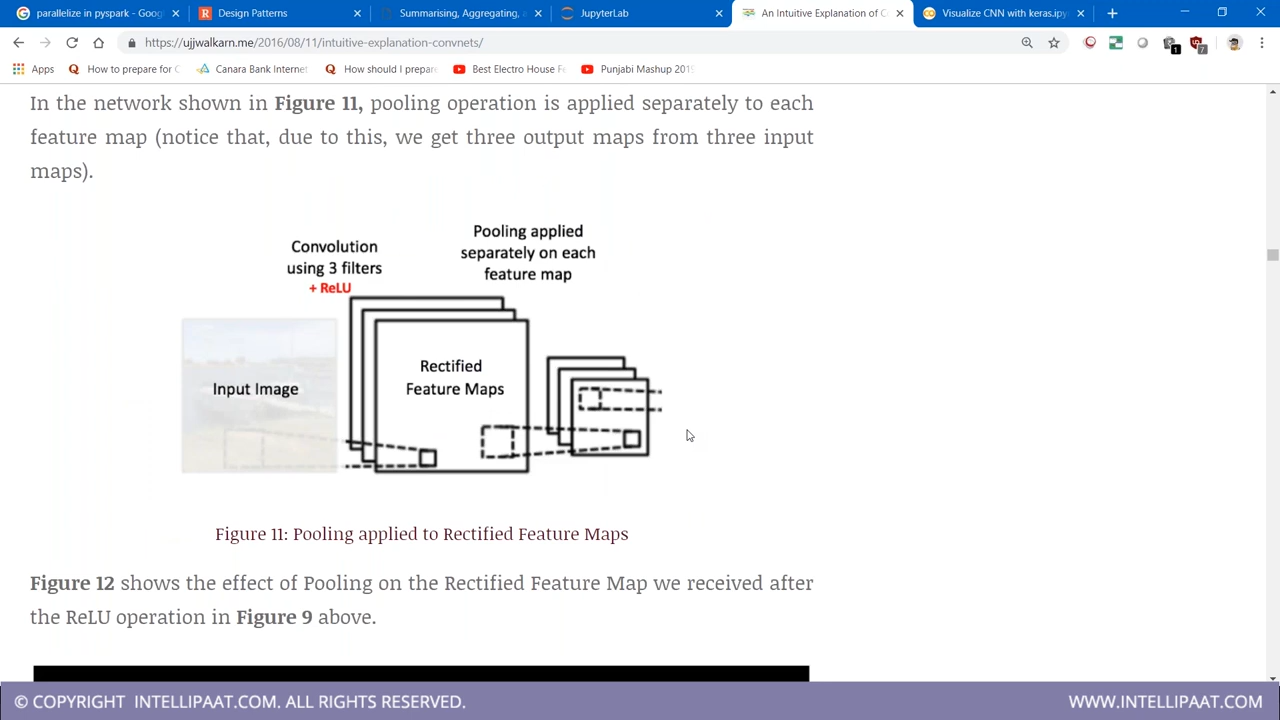 parallelize in pyspark - Goog
Design Patterns
Summarising, Aggregating, a
JupyterLab
An Intuitive Explanation of C
Visualize CNN with keras.ipy
https://ujjwalkarn.me/2016/08/11/intuitive-explanation-convnets/
1
7
Apps
How to prepare for C
Canara Bank Internet
How should I prepare
Best Electro House F
Punjabi Mashup 2019
In the network shown in Figure 11, pooling operation is applied separately to each
feature map (notice that, due to this, we get three output maps from three input
maps).
Convolution
using 3 filters
+ ReLU
Pooling applied
separately on each
feature map
Input Image
Rectified
Feature Maps
Figure 11: Pooling applied to Rectified Feature Maps
Figure 12 shows the effect of Pooling on the Rectified Feature Map we received after
the ReLU operation in Figure 9 above.
© COPYRIGHT INTELLIPAAT.COM. ALL RIGHTS RESERVED.
WWW.INTELLIPAAT.COM